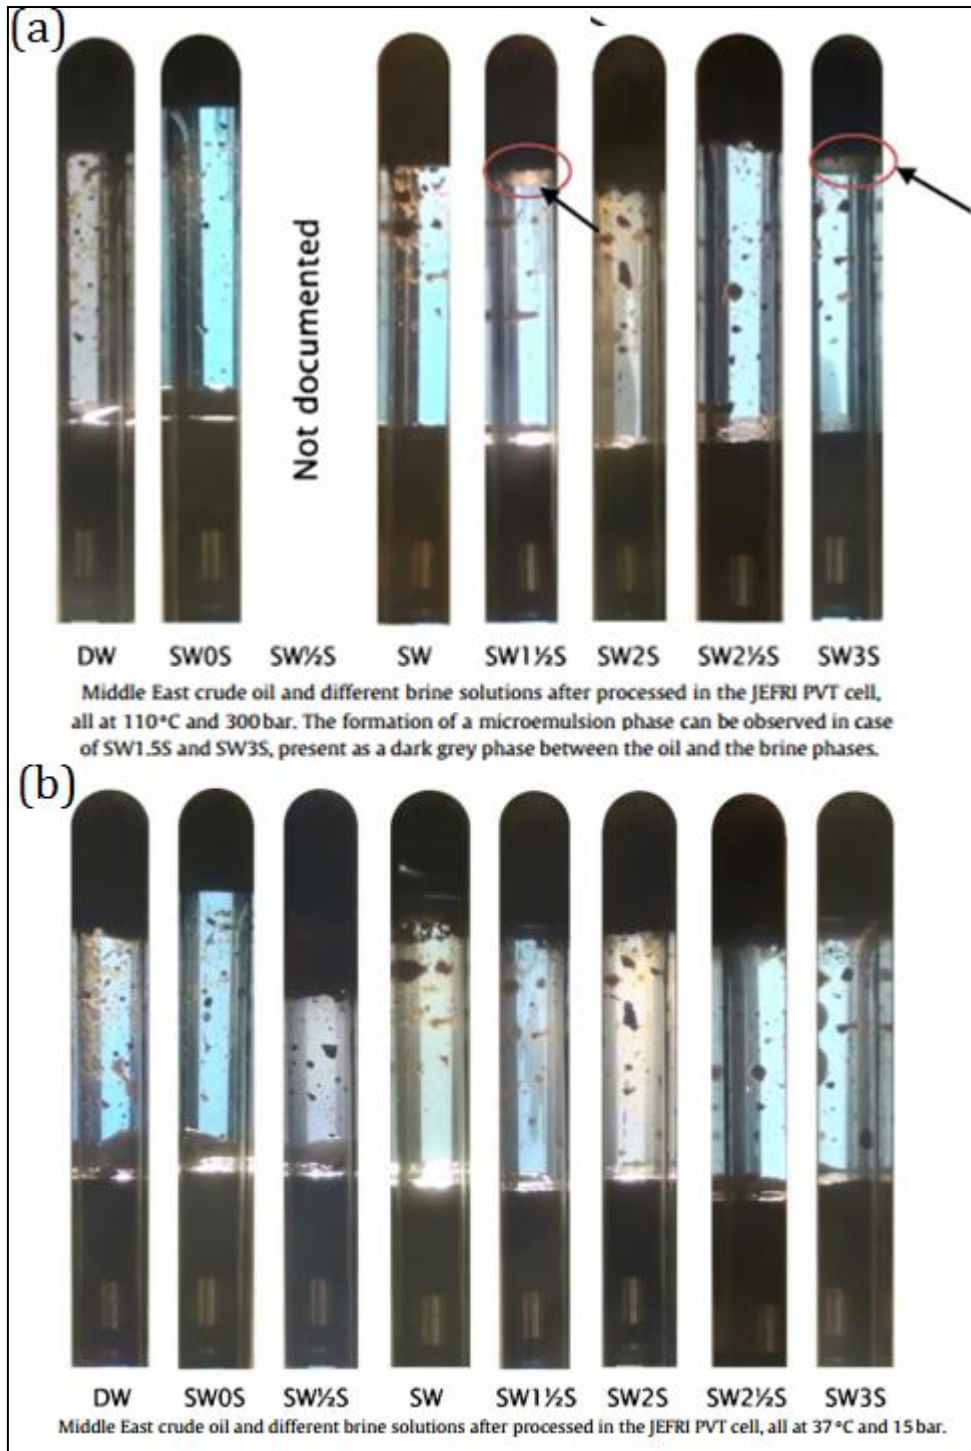 (a)
Not documented
DW SW0S SW½S SW SW1½S SW2S SW2½S SW3S
Middle East crude oil and different brine solutions after processed in the JEFRI PVT cell,
all at 110°C and 300 bar. The formation of a microemulsion phase can be observed in case
of SW1.5S and SW3S, present as a dark grey phase between the oil and the brine phases.
(b)
DW SW0S SW½S SW SW1½S SW2S SW2½S SW3S
Middle East crude oil and different brine solutions after processed in the JEFRI PVT cell, all at 37°C and 15 bar.